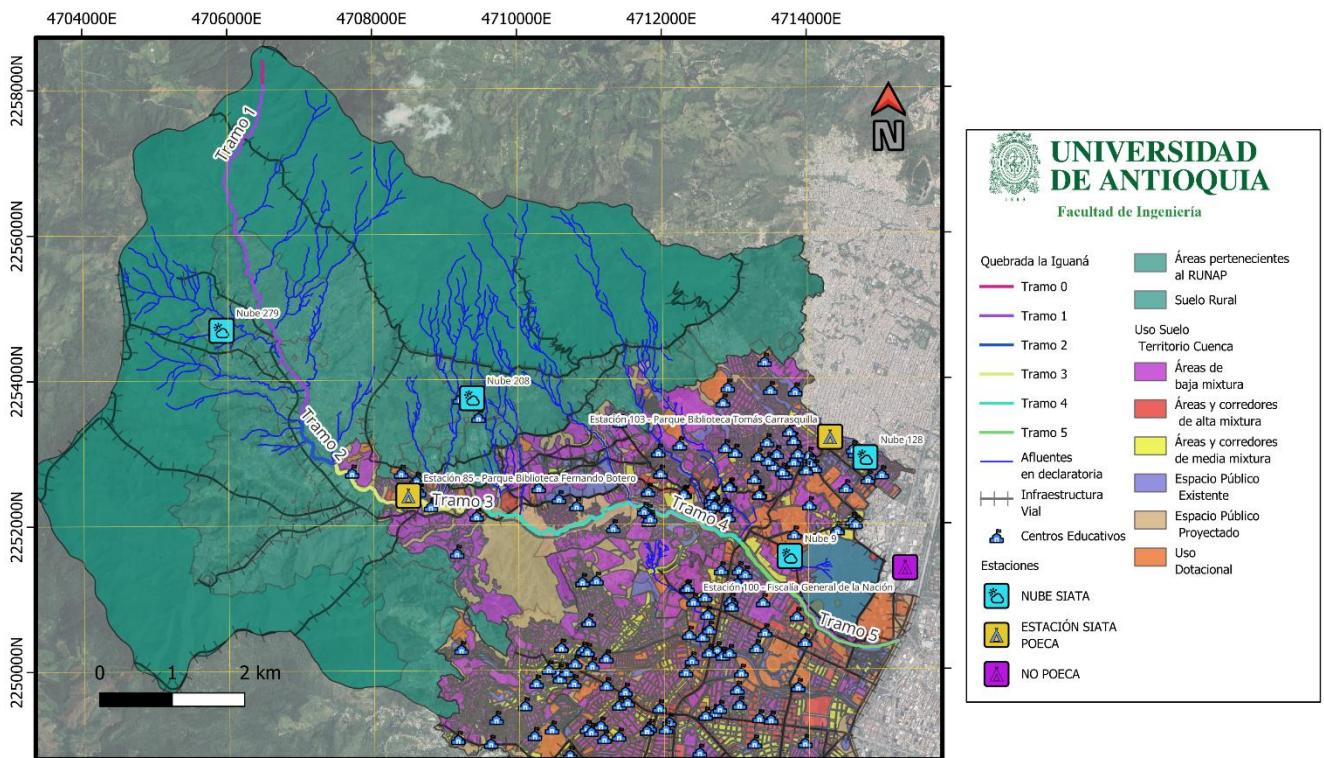 4704000E
4706000E
4708000E
4710000E
4712000E
4714000E
2258000N
2256000N
2254000N
2252000N
2250000N
N
Tramo 1
Nube 279
Nube 208
Tramo 2
Estación 103 - Parque Biblioteca Tomás Carrasquilla
Nube 128
Estación 85 - Parque Biblioteca Fernando Botero
Tramo 3
Tramo 4
Nube 9
Estación 100 - Fiscalía General de la Nación
Tramo 5
0 1 2 km
UNIVERSIDAD
DE ANTIOQUIA
1803
Facultad de Ingeniería
Quebrada la Iguaná
Tramo 0
Tramo 1
Tramo 2
Tramo 3
Tramo 4
Tramo 5
Afluentes
en declaratoria
Infraestructura
Vial
Centros Educativos
Estaciones
NUBE SIATA
ESTACIÓN SIATA
POECA
NO POECA
Áreas pertenecientes
al RUNAP
Suelo Rural
Uso Suelo
Territorio Cuenca
Áreas de
baja mixtura
Áreas y corredores
de alta mixtura
Áreas y corredores
de media mixtura
Espacio Público
Existente
Espacio Público
Proyectado
Uso
Dotacional